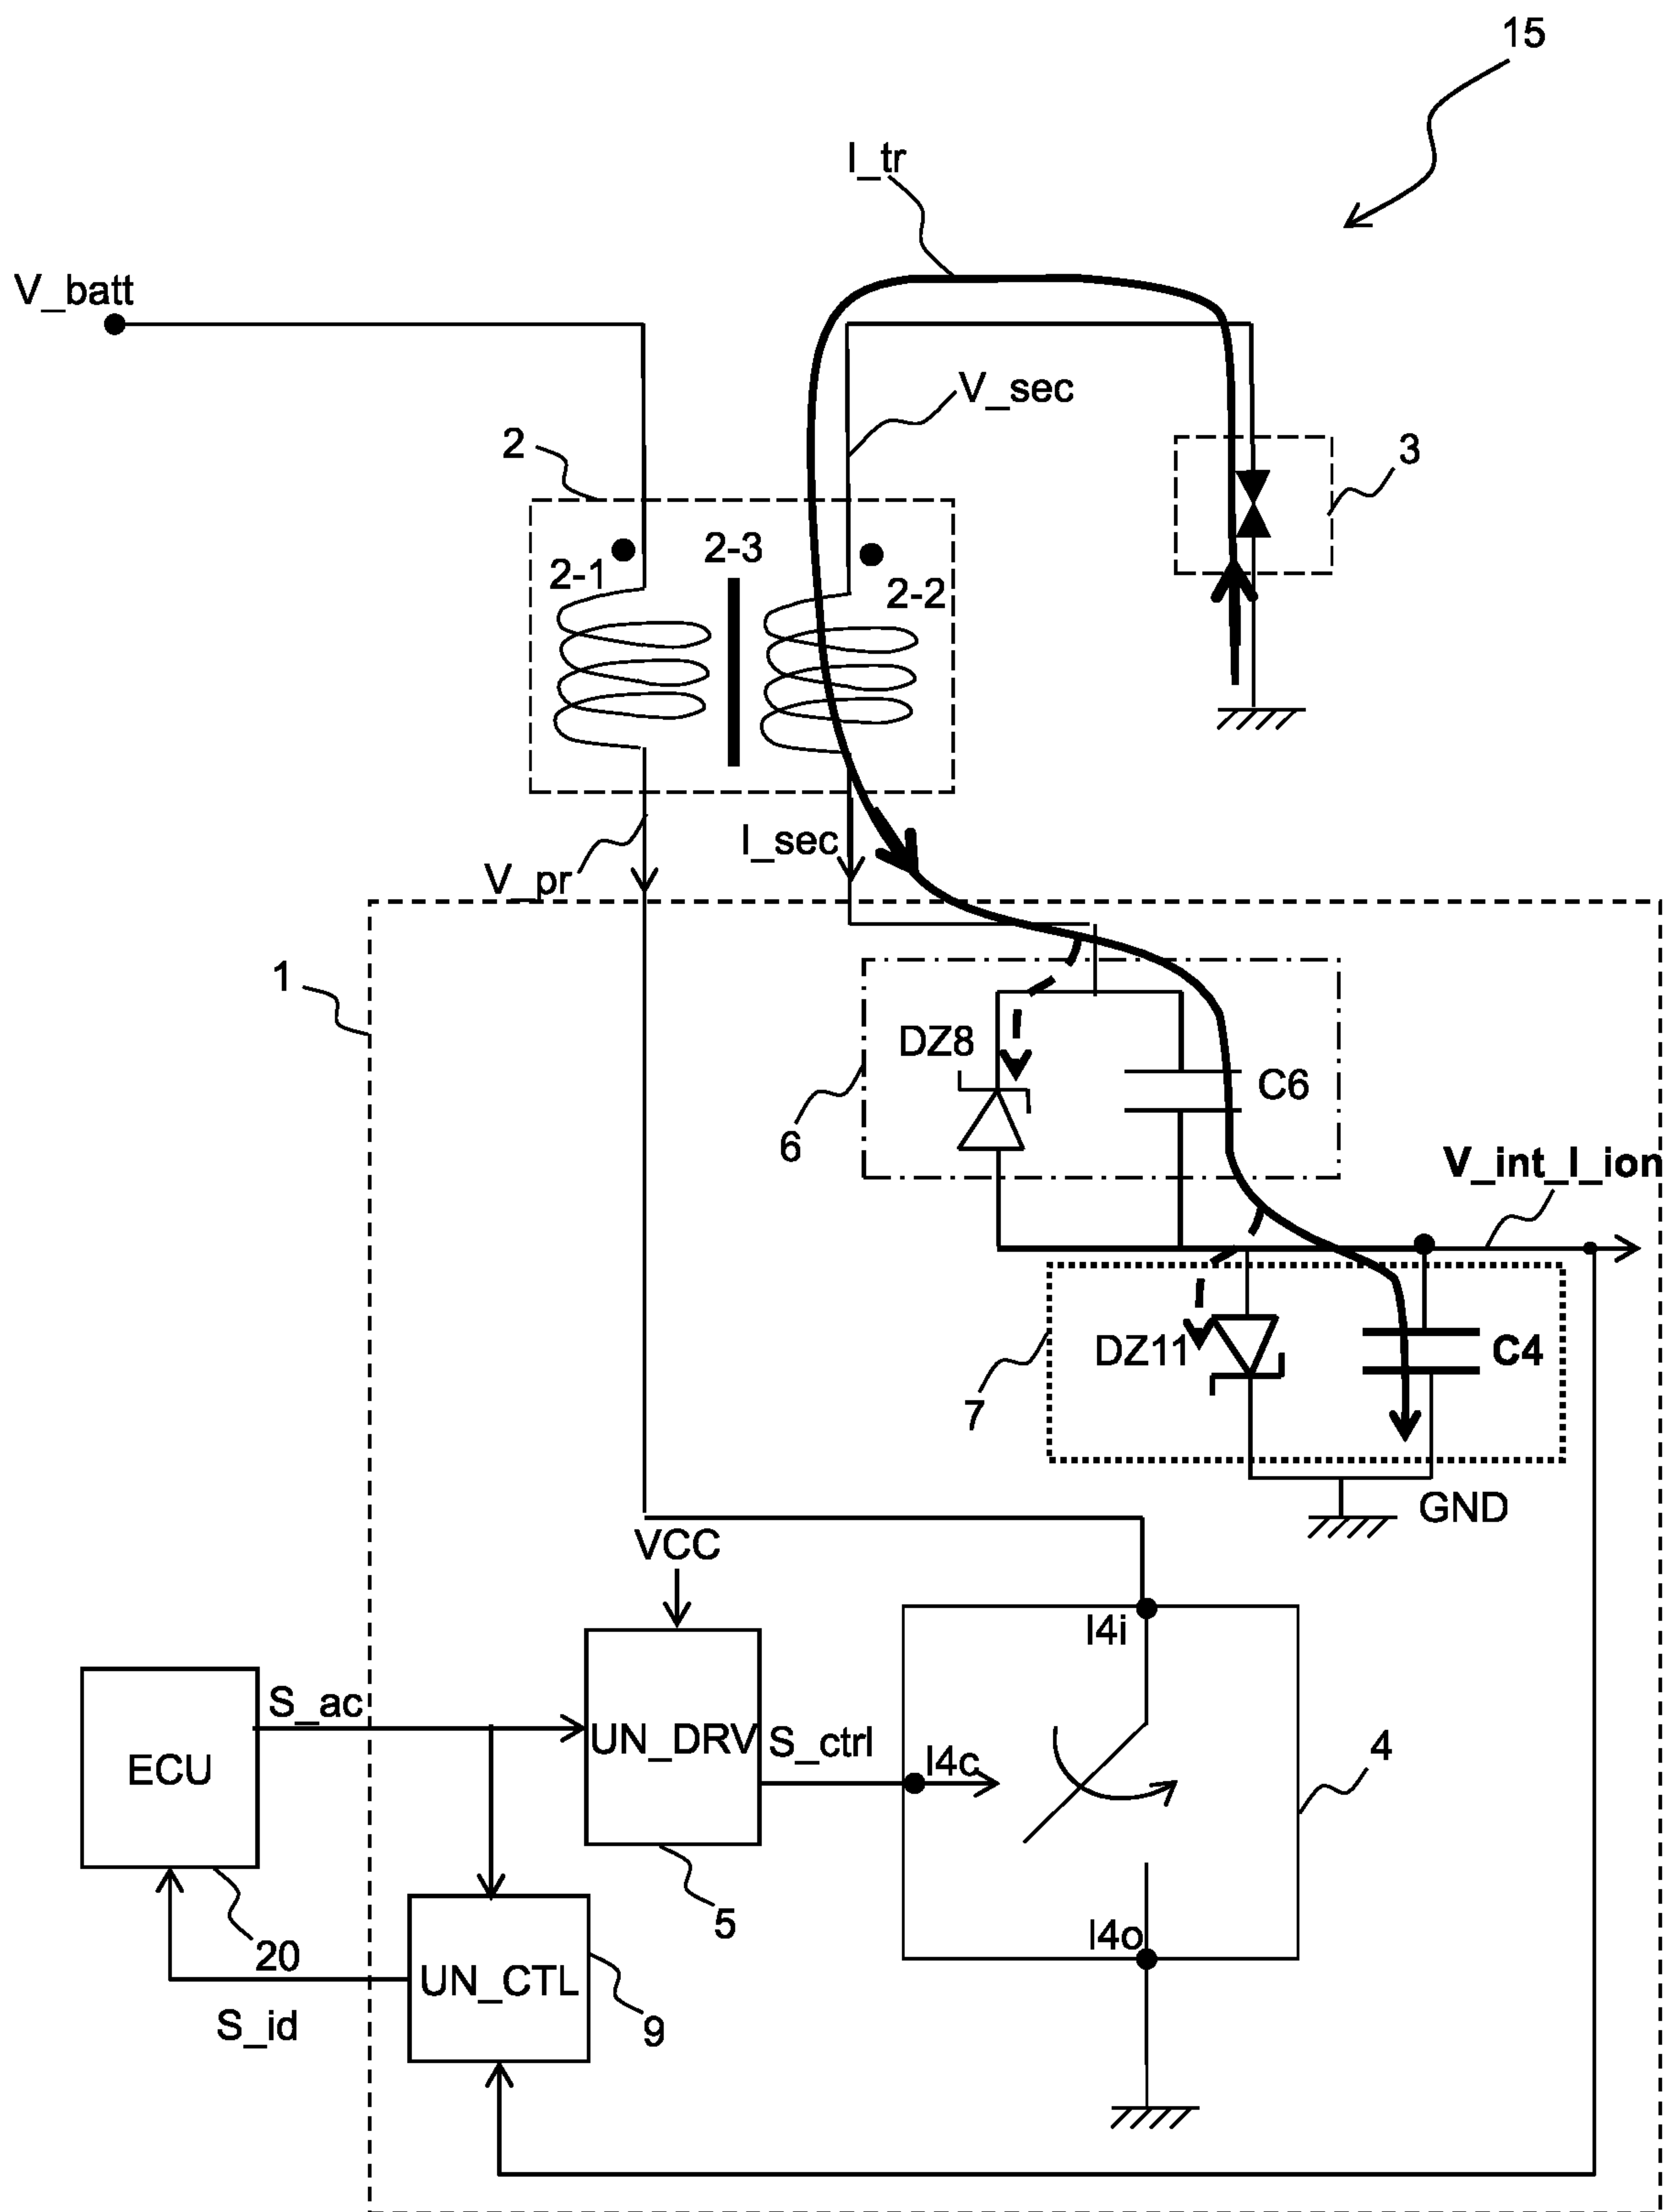 15
I_tr
V_batt
V_sec
2
3
2-1
2-3
2-2
I_sec
V_pr
1
DZ8
C6
6
V_int_I_ion
DZ11
C4
7
GND
VCC
I4i
S_ac
UN_DRV
S_ctrl
I4c
4
ECU
5
I4o
20
UN_CTL
9
S_id